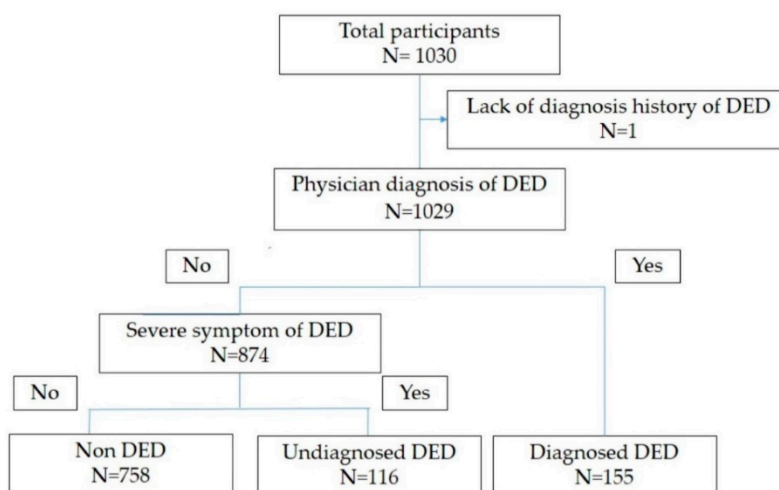 Total participants
N= 1030
Lack of diagnosis history of DED
N=1
Physician diagnosis of DED
N=1029
No
Yes
Severe symptom of DED
N=874
No
Yes
Non DED
N=758
Undiagnosed DED
N=116
Diagnosed DED
N=155